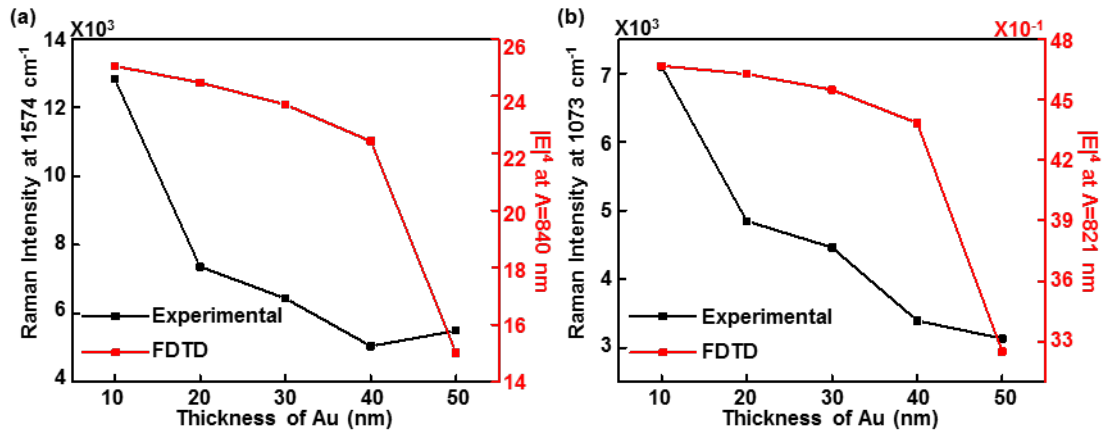 (a)
X10³
Raman Intensity at 1574 cm⁻¹
14
12
10
8
6
4
26
24
22
20
18
16
14
|E|⁴ at Λ=840 nm
Experimental
FDTD
10 20 30 40 50
Thickness of Au (nm)
(b)
X10³
X10⁻¹
Raman Intensity at 1073 cm⁻¹
7
6
5
4
3
48
45
42
39
36
33
|E|⁴ at Λ=821 nm
Experimental
FDTD
10 20 30 40 50
Thickness of Au (nm)